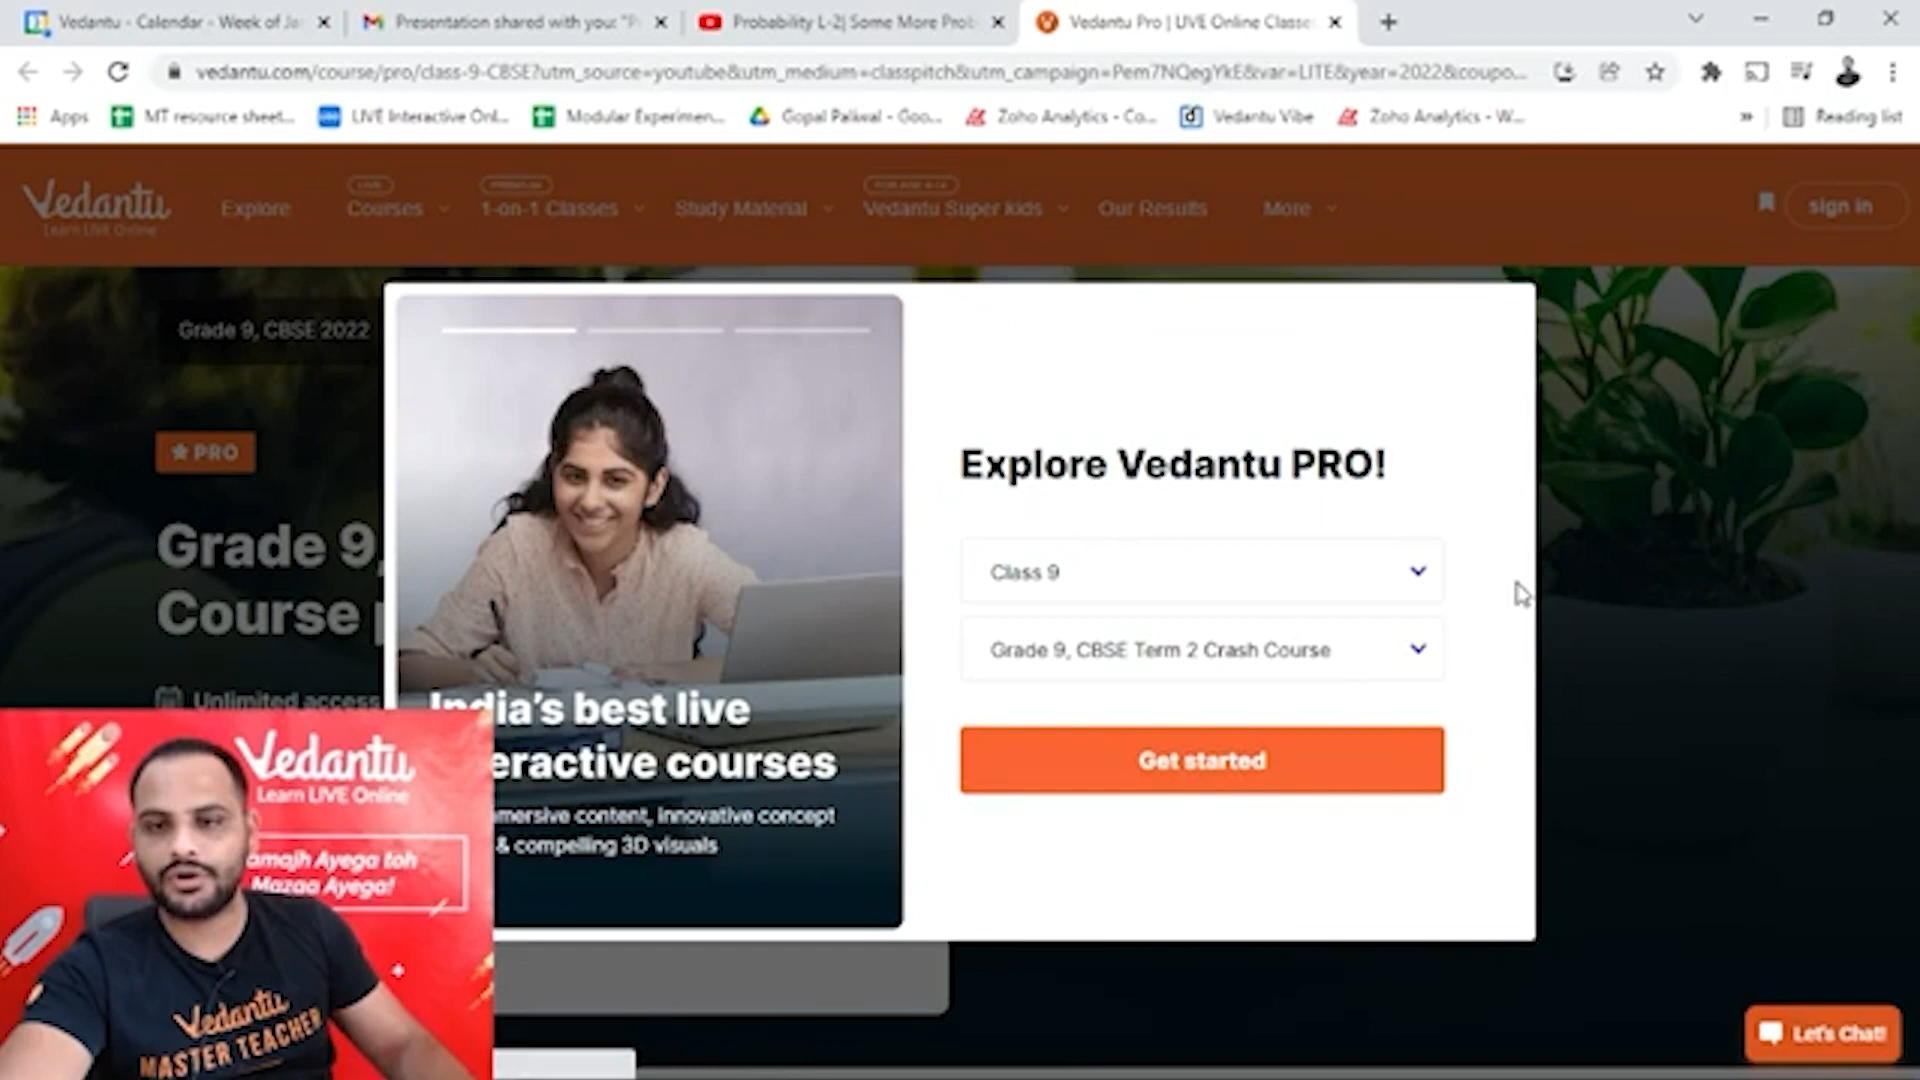 Vedantu - Calendar - Week of Ja
Presentation shared with you: "P
Probability L-2| Some More Prob
Vedantu Pro | LIVE Online Classe
vedantu.com/course/pro/class-9-CBSE?utm_source=youtube&utm_medium=classpitch&utm_campaign=Pem7NQegYkE&var=LITE&year=2022&coupo...
Apps
MT resource sheet...
LIVE Interactive Onl...
Modular Experimen...
Gopal Paliwal - Goo...
Zoho Analytics - Co...
Vedantu Vibe
Zoho Analytics - W...
»
Reading list
Vedantu
Learn LIVE Online
Explore
LIVE
Courses
PREMIUM
1-on-1 Classes
Study Material
Vedantu Super kids
Our Results
More
sign in
Grade 9, CBSE 2022
PRO
Grade 9,
Course
Unlimited access
India's best live
eractive courses
mersive content, Innovative concept
& compelling 3D visuals
Explore Vedantu PRO!
Class 9
Grade 9, CBSE Term 2 Crash Course
Get started
Vedantu
Learn LIVE Online
amajh Ayega toh
Mazaa Ayega!
Vedantu
MASTER TEACHER
Let's Chat!